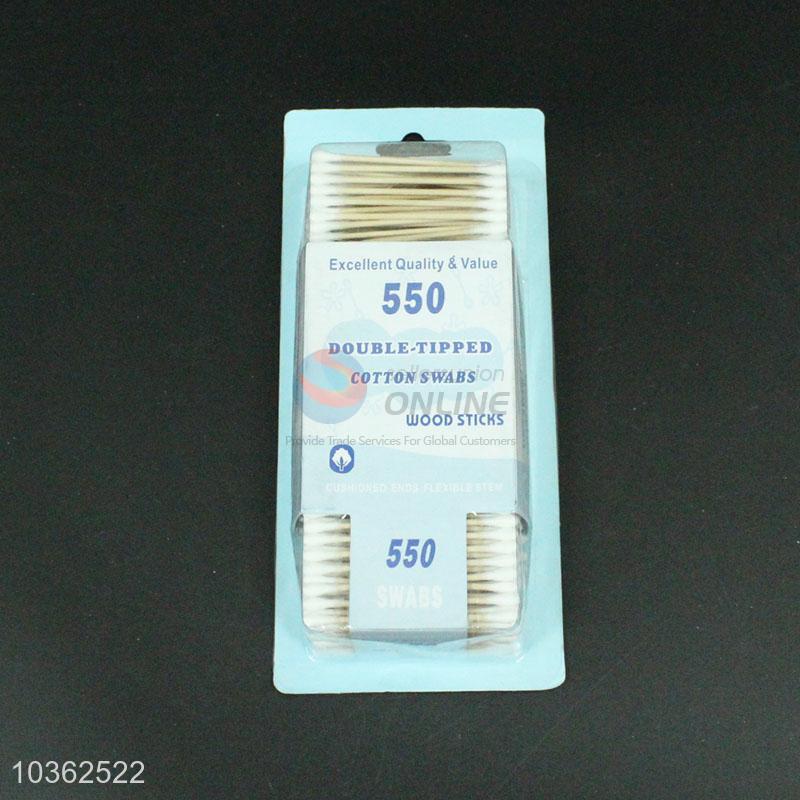 Excellent Quality & Value
550
DOUBLE-TIPPED
COTTON SWABS
sellersunion
ONLINE
WOOD STICKS
Provide Trade Services For Global Customers
CUSHIONED ENDS FLEXIBLE STEM
550
SWABS
10362522